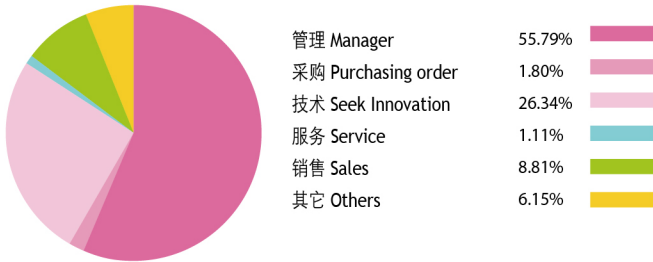 管理 Manager 55.79%
采购 Purchasing order 1.80%
技术 Seek Innovation 26.34%
服务 Service 1.11%
销售 Sales 8.81%
其它 Others 6.15%